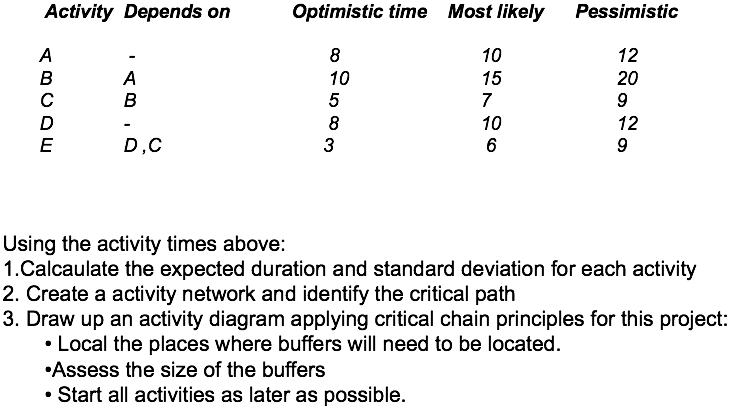 Activity Depends on Optimistic time Most likely Pessimistic
A - 8 10 12
B A 10 15 20
C B 5 7 9
D - 8 10 12
E D ,C 3 6 9
Using the activity times above:
1.Calcaulate the expected duration and standard deviation for each activity
2. Create a activity network and identify the critical path
3. Draw up an activity diagram applying critical chain principles for this project:
• Local the places where buffers will need to be located.
•Assess the size of the buffers
• Start all activities as later as possible.